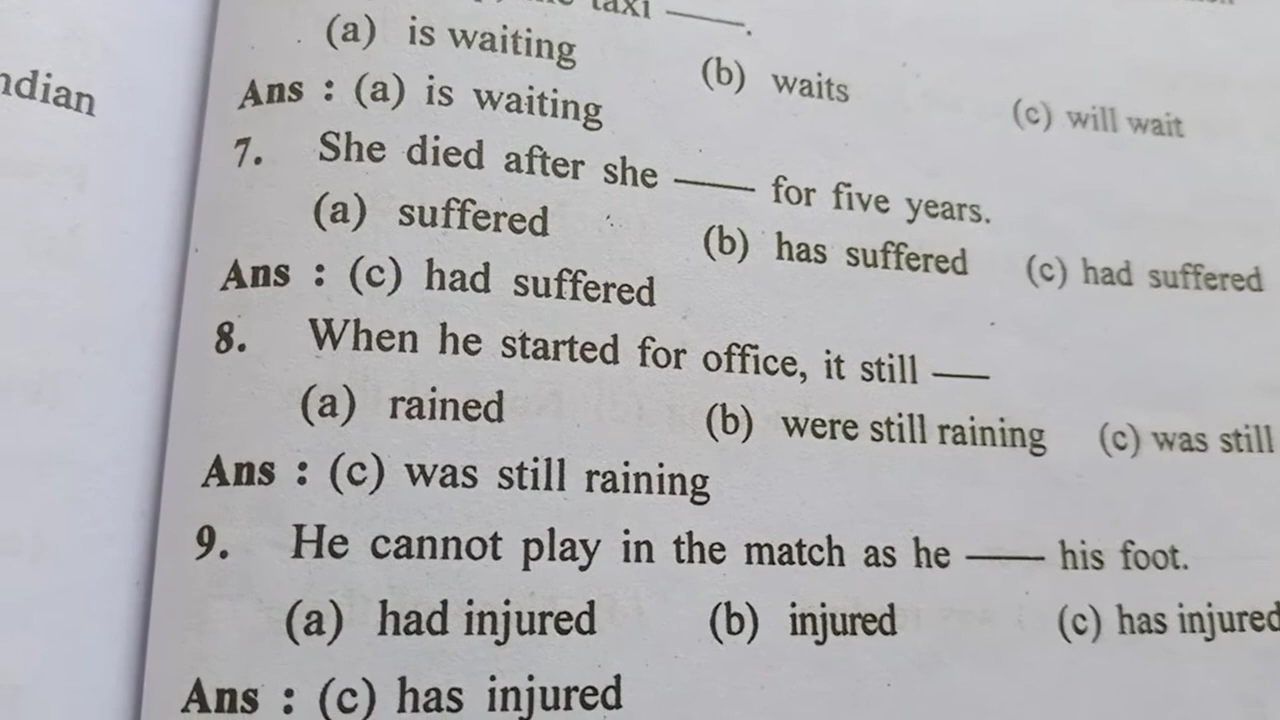 ndian
taxi ——.
(a) is waiting (b) waits (c) will wait
Ans : (a) is waiting
7. She died after she —— for five years.
(a) suffered (b) has suffered (c) had suffered
Ans : (c) had suffered
8. When he started for office, it still ——
(a) rained (b) were still raining (c) was still
Ans : (c) was still raining
9. He cannot play in the match as he —— his foot.
(a) had injured (b) injured (c) has injured
Ans : (c) has injured